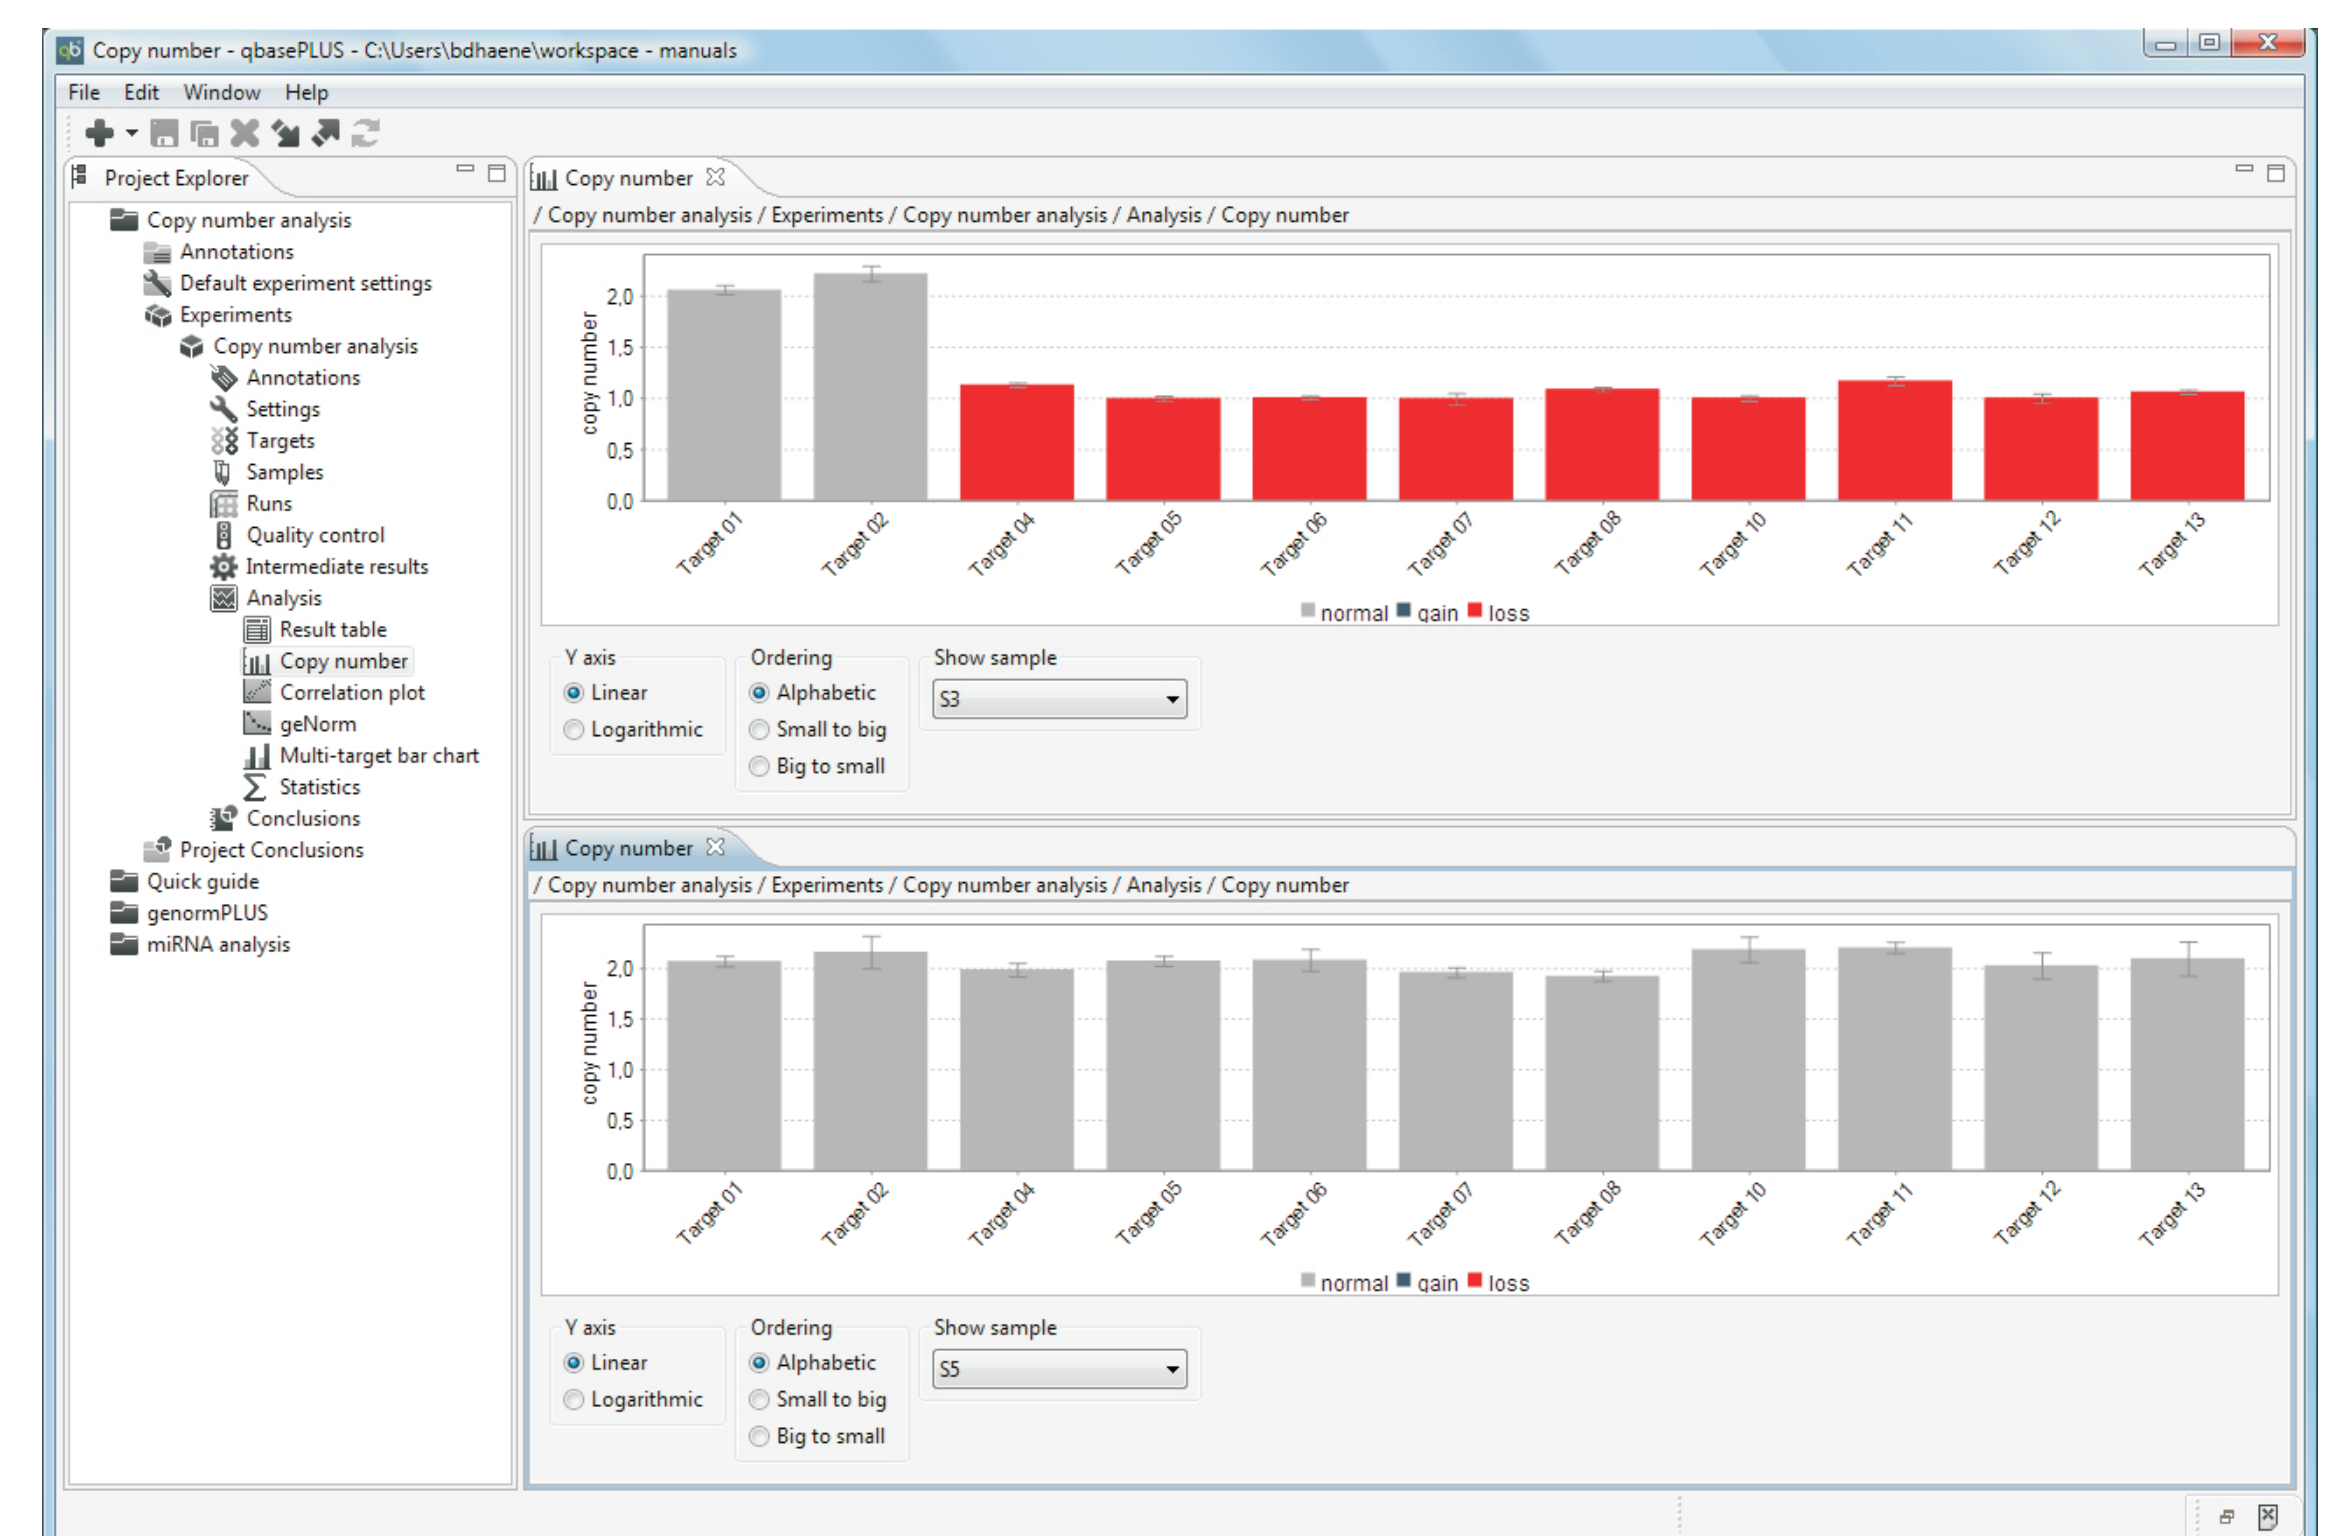 qb Copy number - qbasePLUS - C:\Users\bdhaene\workspace - manuals
File Edit Window Help
Project Explorer
Copy number analysis
Annotations
Default experiment settings
Experiments
Copy number analysis
Annotations
Settings
Targets
Samples
Runs
Quality control
Intermediate results
Analysis
Result table
Copy number
Correlation plot
geNorm
Multi-target bar chart
Statistics
Conclusions
Project Conclusions
Quick guide
genormPLUS
miRNA analysis
Copy number
/ Copy number analysis / Experiments / Copy number analysis / Analysis / Copy number
copy number
2,0
1,5
1,0
0,5
0,0
Target 01 Target 02 Target 04 Target 05 Target 06 Target 07 Target 08 Target 10 Target 11 Target 12 Target 13
normal gain loss
Y axis Ordering Show sample
Linear Alphabetic S3
Logarithmic Small to big
Big to small
Copy number
/ Copy number analysis / Experiments / Copy number analysis / Analysis / Copy number
copy number
2,0
1,5
1,0
0,5
0,0
Target 01 Target 02 Target 04 Target 05 Target 06 Target 07 Target 08 Target 10 Target 11 Target 12 Target 13
normal gain loss
Y axis Ordering Show sample
Linear Alphabetic S5
Logarithmic Small to big
Big to small